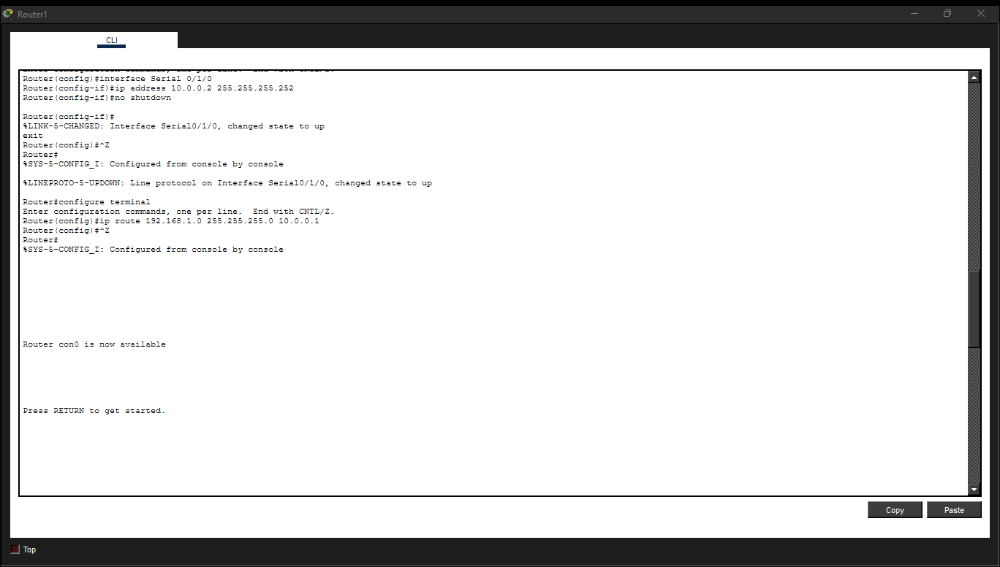 Router1
CLI
Router(config)#interface Serial 0/1/0
Router(config-if)#ip address 10.0.0.2 255.255.255.252
Router(config-if)#no shutdown
Router(config-if)#
%LINK-5-CHANGED: Interface Serial0/1/0, changed state to up
exit
Router(config)#^Z
Router#
%SYS-5-CONFIG_I: Configured from console by console
%LINEPROTO-5-UPDOWN: Line protocol on Interface Serial0/1/0, changed state to up
Router#configure terminal
Enter configuration commands, one per line.  End with CNTL/Z.
Router(config)#ip route 192.168.1.0 255.255.255.0 10.0.0.1
Router(config)#^Z
Router#
%SYS-5-CONFIG_I: Configured from console by console
Router con0 is now available
Press RETURN to get started.
Copy
Paste
Top